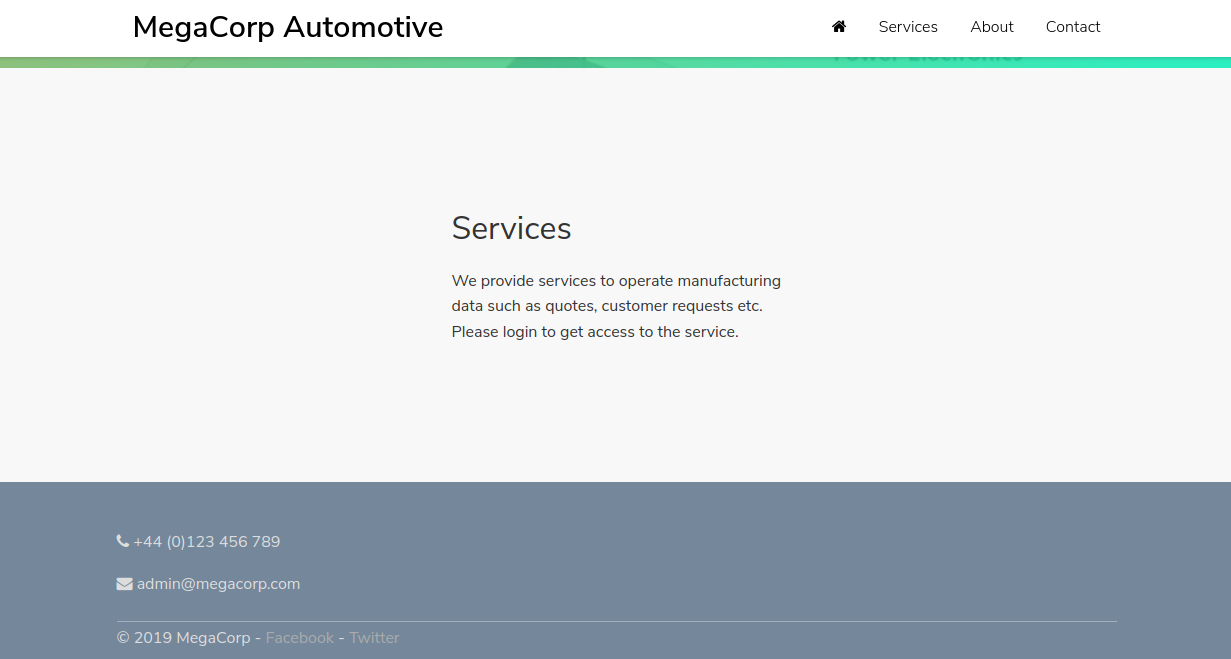 MegaCorp Automotive
Services About Contact
Services
We provide services to operate manufacturing
data such as quotes, customer requests etc.
Please login to get access to the service.
+44 (0)123 456 789
admin@megacorp.com
© 2019 MegaCorp - Facebook - Twitter